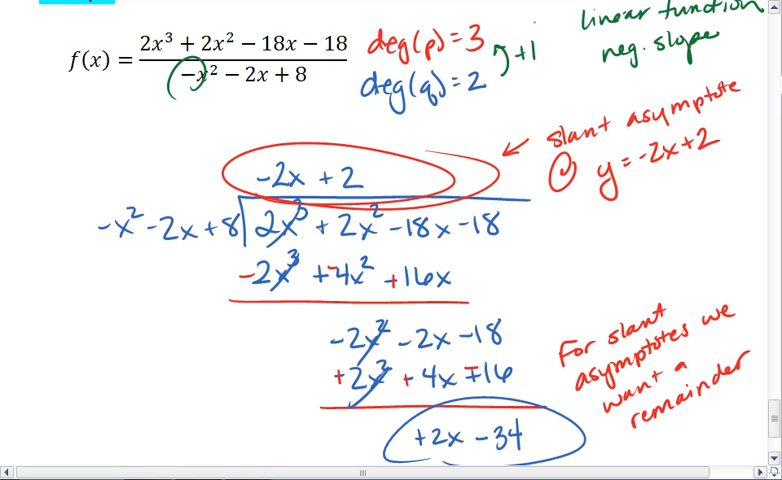 linear function
neg. slope
f(x) = 2x³ + 2x² − 18x − 18 / −x² − 2x + 8
deg(p) = 3
deg(q) = 2
+1
slant asymptote
@ y = -2x+2
-2x + 2
-x² -2x +8 | 2x³ + 2x² -18x -18
-2x³ +4x² +16x
-2x² -2x -18
+2x² +4x ∓16
+2x -34
For slant
asymptotes we
want a
remainder